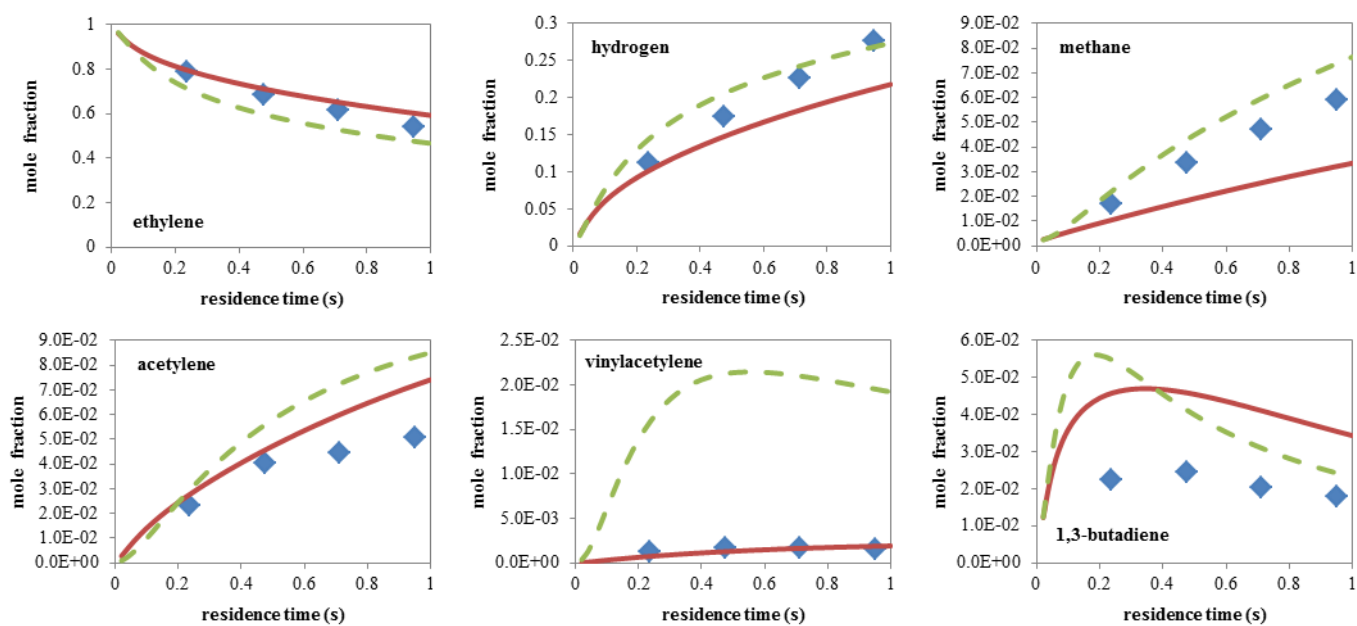 1
0.8
0.6
0.4
0.2
0
mole fraction
ethylene
0 0.2 0.4 0.6 0.8 1
residence time (s)
0.3
0.25
0.2
0.15
0.1
0.05
0
mole fraction
hydrogen
0 0.2 0.4 0.6 0.8 1
residence time (s)
9.0E-02
8.0E-02
7.0E-02
6.0E-02
5.0E-02
4.0E-02
3.0E-02
2.0E-02
1.0E-02
0.0E+00
mole fraction
methane
0 0.2 0.4 0.6 0.8 1
residence time (s)
9.0E-02
8.0E-02
7.0E-02
6.0E-02
5.0E-02
4.0E-02
3.0E-02
2.0E-02
1.0E-02
0.0E+00
mole fraction
acetylene
0 0.2 0.4 0.6 0.8 1
residence time (s)
2.5E-02
2.0E-02
1.5E-02
1.0E-02
5.0E-03
0.0E+00
mole fraction
vinylacetylene
0 0.2 0.4 0.6 0.8 1
residence time (s)
6.0E-02
5.0E-02
4.0E-02
3.0E-02
2.0E-02
1.0E-02
0.0E+00
mole fraction
1,3-butadiene
0 0.2 0.4 0.6 0.8 1
residence time (s)